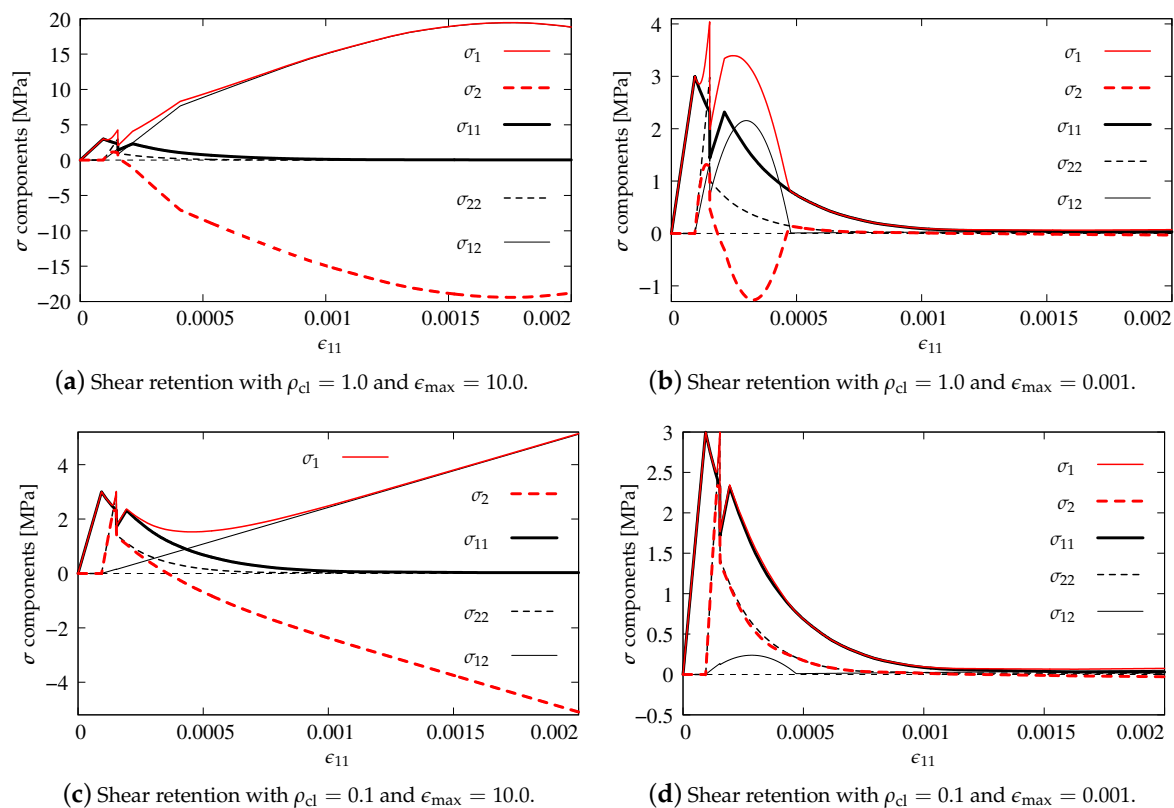 20
15
10
5
0
−5
−10
−15
−20
σ components [MPa]
0 0.0005 0.001 0.0015 0.002
ϵ11
σ1
σ2
σ11
σ22
σ12
(a) Shear retention with ρcl = 1.0 and ϵmax = 10.0.
4
3
2
1
0
−1
σ components [MPa]
0 0.0005 0.001 0.0015 0.002
ϵ11
σ1
σ2
σ11
σ22
σ12
(b) Shear retention with ρcl = 1.0 and ϵmax = 0.001.
4
2
0
−2
−4
σ components [MPa]
0 0.0005 0.001 0.0015 0.002
ϵ11
σ1
σ2
σ11
σ22
σ12
(c) Shear retention with ρcl = 0.1 and ϵmax = 10.0.
3
2.5
2
1.5
1
0.5
0
−0.5
σ components [MPa]
0 0.0005 0.001 0.0015 0.002
ϵ11
σ1
σ2
σ11
σ22
σ12
(d) Shear retention with ρcl = 0.1 and ϵmax = 0.001.